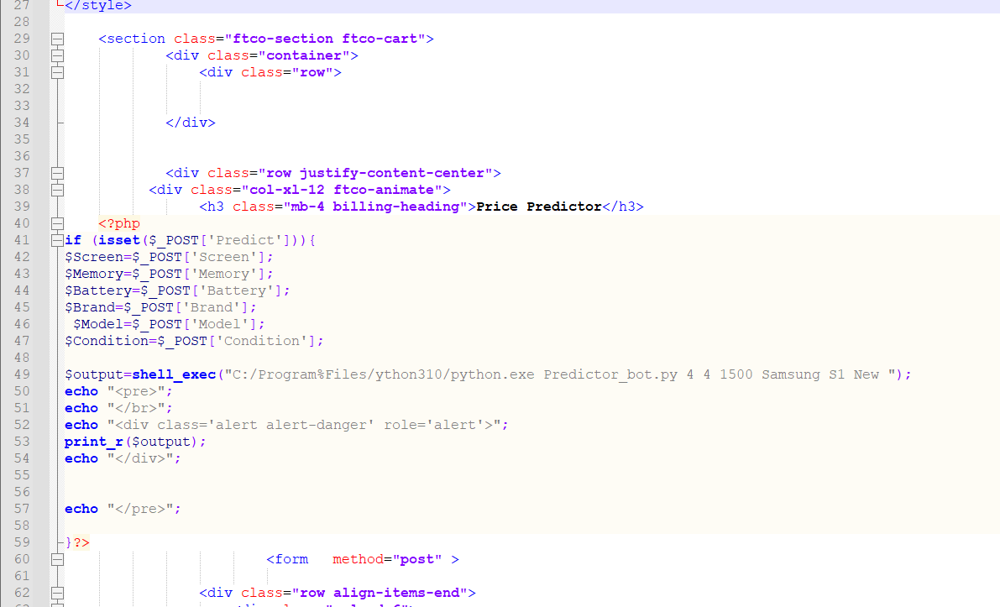 27 </style>
28
29 <section class="ftco-section ftco-cart">
30 <div class="container">
31 <div class="row">
32
33
34 </div>
35
36
37 <div class="row justify-content-center">
38 <div class="col-xl-12 ftco-animate">
39 <h3 class="mb-4 billing-heading">Price Predictor</h3>
40 <?php
41 if (isset($_POST['Predict'])){
42 $Screen=$_POST['Screen'];
43 $Memory=$_POST['Memory'];
44 $Battery=$_POST['Battery'];
45 $Brand=$_POST['Brand'];
46 $Model=$_POST['Model'];
47 $Condition=$_POST['Condition'];
48
49 $output=shell_exec("C:/Program%Files/ython310/python.exe Predictor_bot.py 4 4 1500 Samsung S1 New ");
50 echo "<pre>";
51 echo "</br>";
52 echo "<div class='alert alert-danger' role='alert'>";
53 print_r($output);
54 echo "</div>";
55
56
57 echo "</pre>";
58
59 }?>
60 <form method="post" >
61
62 <div class="row align-items-end">